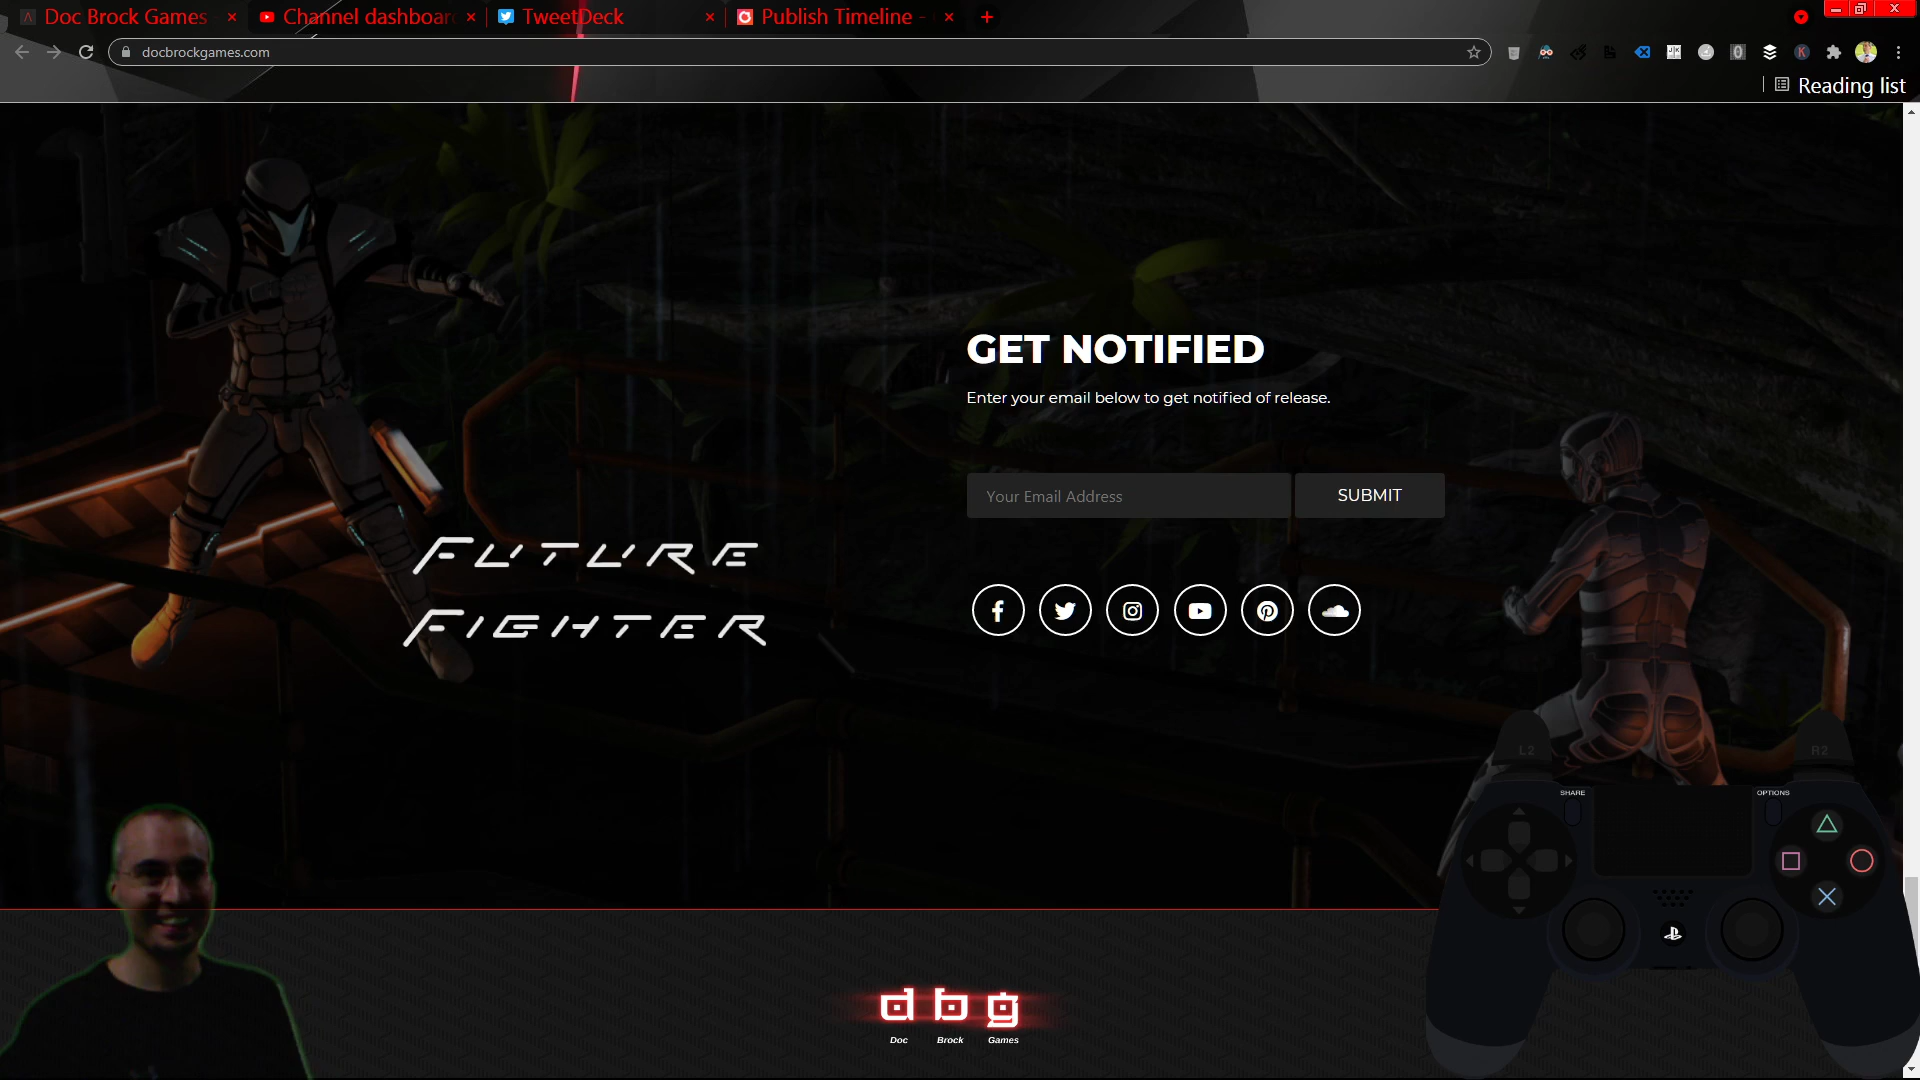 Doc Brock Games
Channel dashboar
TweetDeck
Publish Timeline -
docbrockgames.com
Reading list
GET NOTIFIED
Enter your email below to get notified of release.
Your Email Address
SUBMIT
FUTURE
FIGHTER
L2
R2
SHARE
OPTIONS
d b g
Doc Brock Games